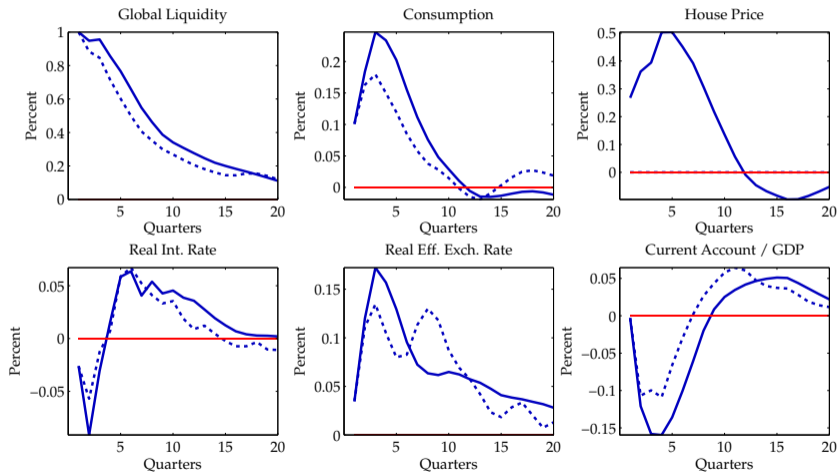 Global Liquidity
Consumption
House Price
Percent
1
0.8
0.6
0.4
0.2
0
5
10
15
20
Quarters
Percent
0.2
0.15
0.1
0.05
0
5
10
15
20
Quarters
Percent
0.5
0.4
0.3
0.2
0.1
0
5
10
15
20
Quarters
Real Int. Rate
Real Eff. Exch. Rate
Current Account / GDP
Percent
0.05
0
−0.05
5
10
15
20
Quarters
Percent
0.15
0.1
0.05
0
5
10
15
20
Quarters
Percent
0.05
0
−0.05
−0.1
−0.15
5
10
15
20
Quarters